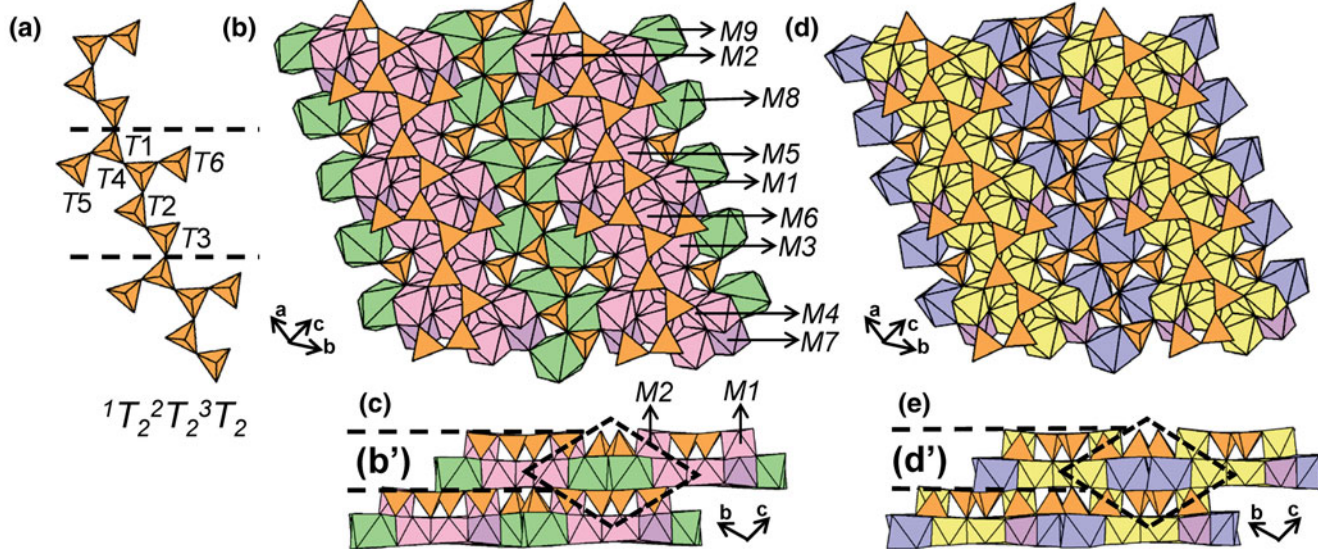 (a)
T1
T6
T5
T4
T2
T3
¹T₂²T₂³T₂
(b)
M9
M2
M8
M5
M1
M6
M3
M4
M7
a
c
b
(d)
a
c
b
(c)
M2
M1
(b’)
b
c
(e)
(d’)
b
c